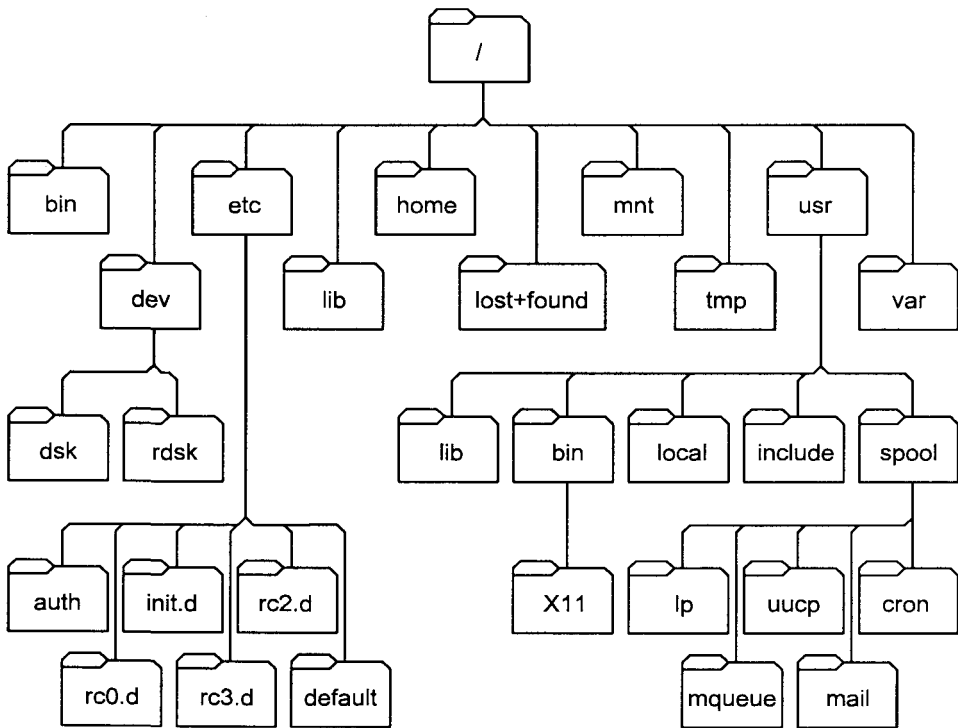 /
bin
etc
home
mnt
usr
dev
lib
lost+found
tmp
var
dsk
rdsk
lib
bin
local
include
spool
auth
init.d
rc2.d
X11
lp
uucp
cron
rc0.d
rc3.d
default
mqueue
mail